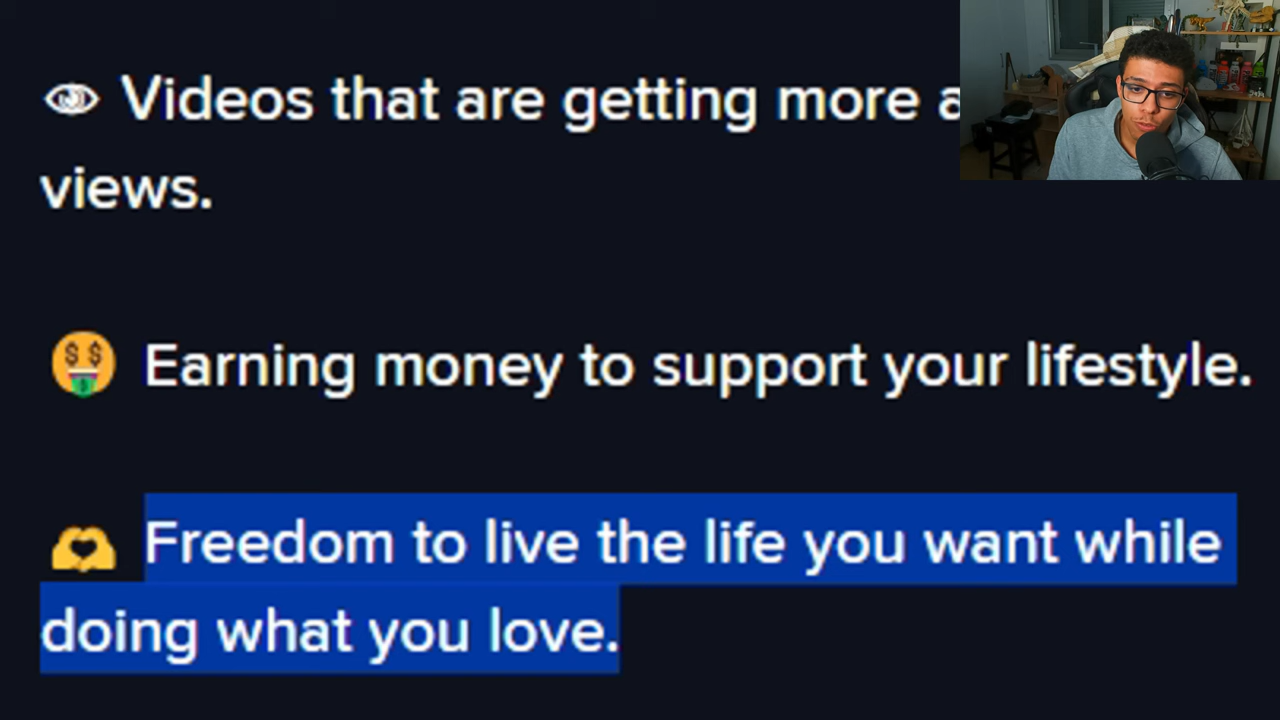 👁 Videos that are getting more
views.
🤑 Earning money to support your lifestyle.
🫶 Freedom to live the life you want while
doing what you love.